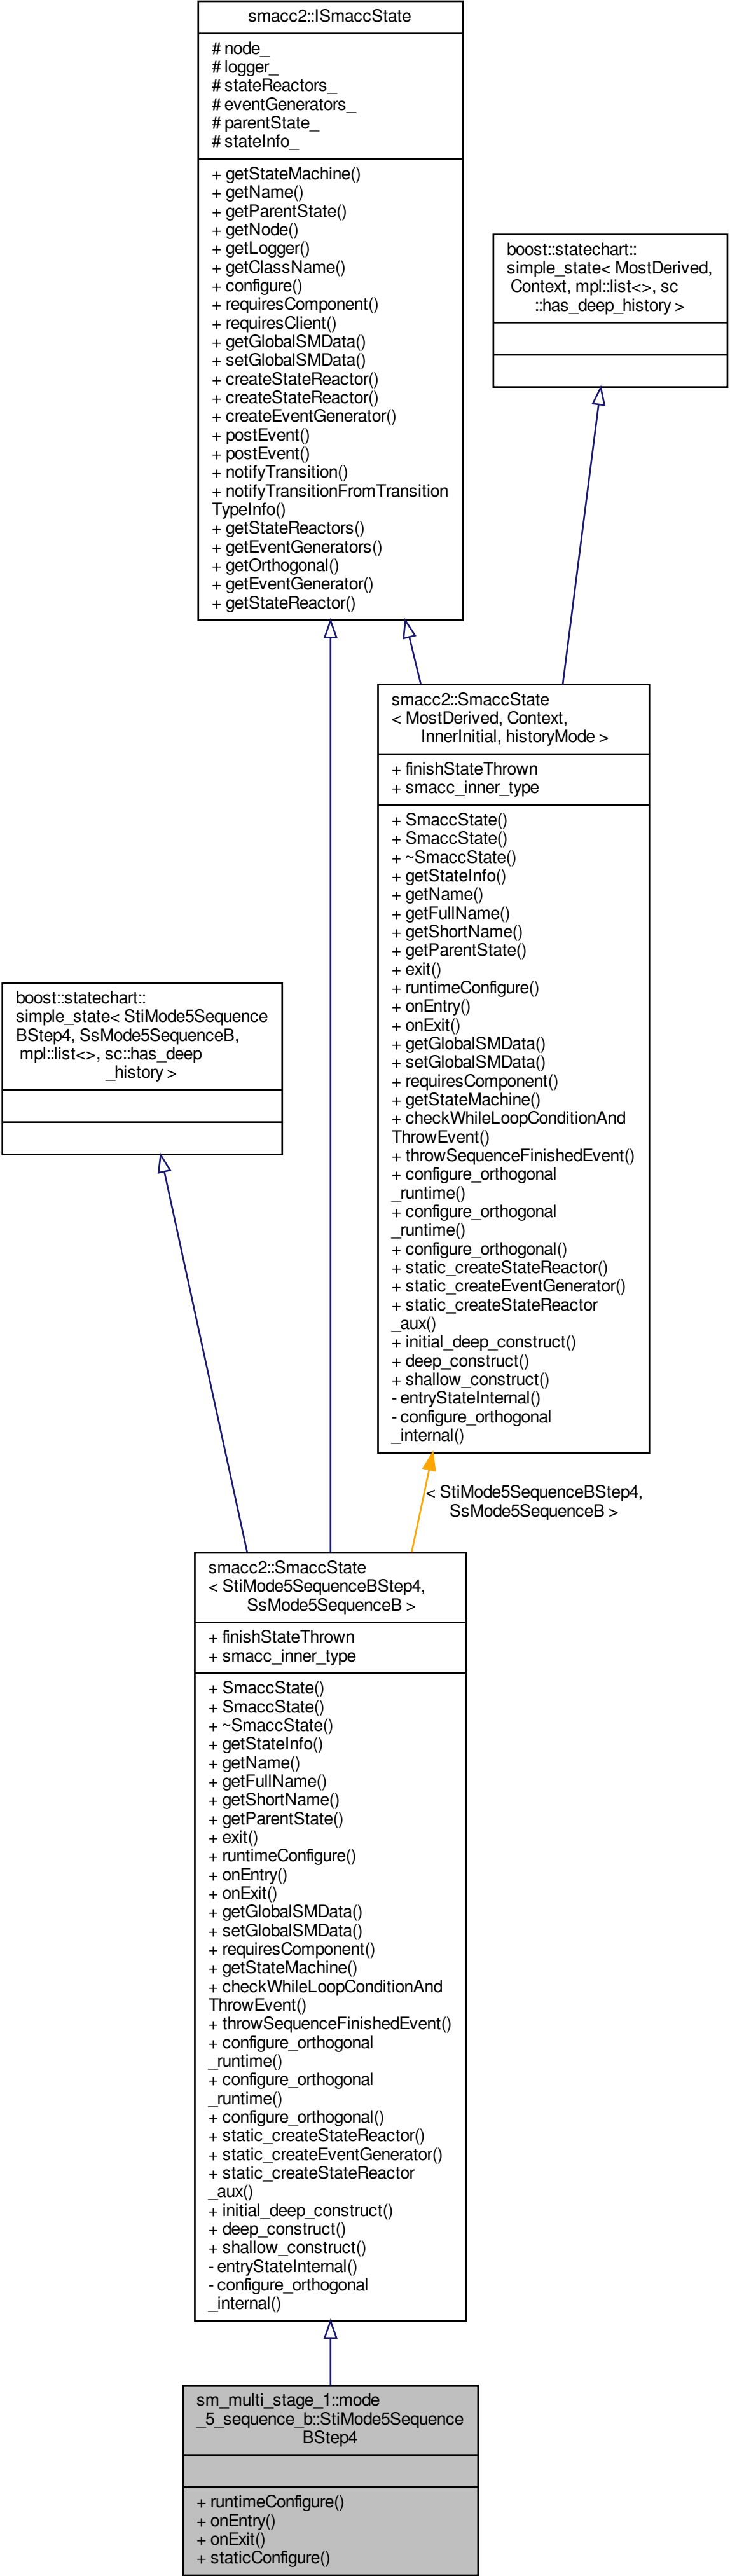 smacc2::ISmaccState
# node_
# logger_
# stateReactors_
# eventGenerators_
# parentState_
# stateInfo_
+ getStateMachine()
+ getName()
+ getParentState()
+ getNode()
+ getLogger()
+ getClassName()
+ configure()
+ requiresComponent()
+ requiresClient()
+ getGlobalSMData()
+ setGlobalSMData()
+ createStateReactor()
+ createStateReactor()
+ createEventGenerator()
+ postEvent()
+ postEvent()
+ notifyTransition()
+ notifyTransitionFromTransition
TypeInfo()
+ getStateReactors()
+ getEventGenerators()
+ getOrthogonal()
+ getEventGenerator()
+ getStateReactor()
boost::statechart::
simple_state< MostDerived,
Context, mpl::list<>, sc
::has_deep_history >
smacc2::SmaccState
< MostDerived, Context,
InnerInitial, historyMode >
+ finishStateThrown
+ smacc_inner_type
+ SmaccState()
+ SmaccState()
+ ~SmaccState()
+ getStateInfo()
+ getName()
+ getFullName()
+ getShortName()
+ getParentState()
+ exit()
+ runtimeConfigure()
+ onEntry()
+ onExit()
+ getGlobalSMData()
+ setGlobalSMData()
+ requiresComponent()
+ getStateMachine()
+ checkWhileLoopConditionAnd
ThrowEvent()
+ throwSequenceFinishedEvent()
+ configure_orthogonal
_runtime()
+ configure_orthogonal
_runtime()
+ configure_orthogonal()
+ static_createStateReactor()
+ static_createEventGenerator()
+ static_createStateReactor
_aux()
+ initial_deep_construct()
+ deep_construct()
+ shallow_construct()
- entryStateInternal()
- configure_orthogonal
_internal()
boost::statechart::
simple_state< StiMode5Sequence
BStep4, SsMode5SequenceB,
mpl::list<>, sc::has_deep
_history >
< StiMode5SequenceBStep4,
SsMode5SequenceB >
smacc2::SmaccState
< StiMode5SequenceBStep4,
SsMode5SequenceB >
+ finishStateThrown
+ smacc_inner_type
+ SmaccState()
+ SmaccState()
+ ~SmaccState()
+ getStateInfo()
+ getName()
+ getFullName()
+ getShortName()
+ getParentState()
+ exit()
+ runtimeConfigure()
+ onEntry()
+ onExit()
+ getGlobalSMData()
+ setGlobalSMData()
+ requiresComponent()
+ getStateMachine()
+ checkWhileLoopConditionAnd
ThrowEvent()
+ throwSequenceFinishedEvent()
+ configure_orthogonal
_runtime()
+ configure_orthogonal
_runtime()
+ configure_orthogonal()
+ static_createStateReactor()
+ static_createEventGenerator()
+ static_createStateReactor
_aux()
+ initial_deep_construct()
+ deep_construct()
+ shallow_construct()
- entryStateInternal()
- configure_orthogonal
_internal()
sm_multi_stage_1::mode
_5_sequence_b::StiMode5Sequence
BStep4
+ runtimeConfigure()
+ onEntry()
+ onExit()
+ staticConfigure()